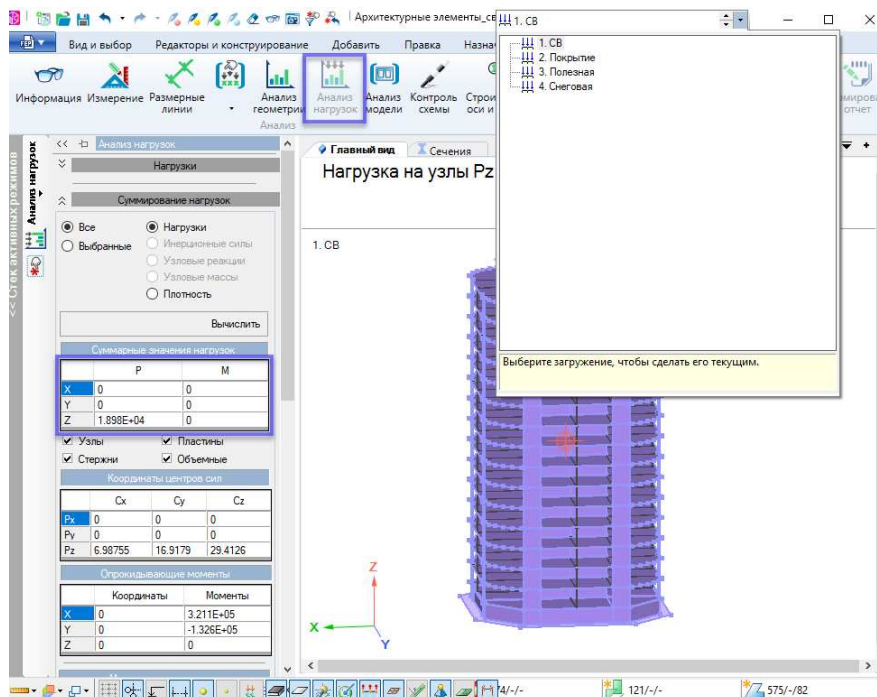 Архитектурные элементы_св
1. СВ
Вид и выбор Редакторы и конструирование Добавить Правка
Информация Измерение Размерные линии Анализ геометрии Анализ нагрузок Анализ модели Контроль схемы
Анализ
1. СВ
2. Покрытие
3. Полезная
4. Снеговая
Выберите загружение, чтобы сделать его текущим.
<< Стек активных режимов
Анализ нагрузок
<< Анализ нагрузок
Нагрузки
Суммирование нагрузок
Все Нагрузки
Выбранные Инерционные силы
Узловые реакции
Узловые массы
Плотность
Вычислить
Суммарные значения нагрузок
P M
X 0 0
Y 0 0
Z 1.898E+04 0
Узлы Пластины
Стержни Объемные
Координаты центров сил
Cx Cy Cz
Px 0 0 0
Py 0 0 0
Pz 6.98755 16.9179 29.4126
Опрокидывающие моменты
Координаты Моменты
X 0 3.211E+05
Y 0 -1.326E+05
Z 0 0
Главный вид Сечения
Нагрузка на узлы Pz
1. СВ
Z
X
Y
121/-/-
575/-/82